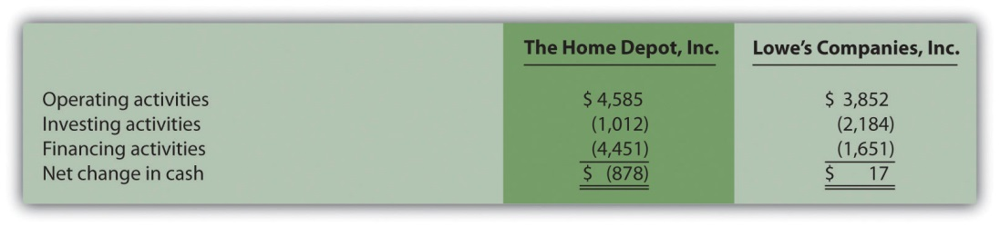 The Home Depot, Inc. Lowe's Companies, Inc.
Operating activities $ 4,585 $ 3,852
Investing activities (1,012) (2,184)
Financing activities (4,451) (1,651)
Net change in cash $ (878) $ 17